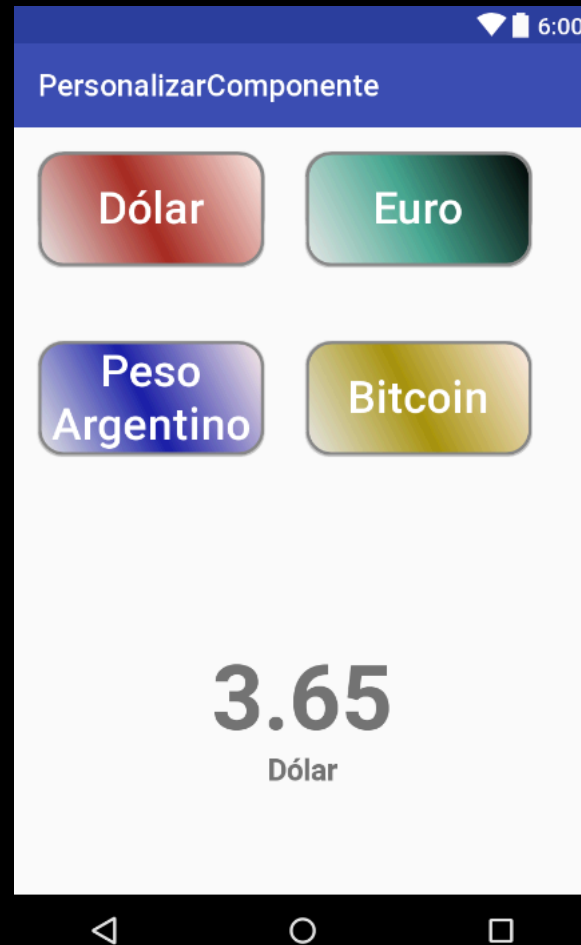 6:00
PersonalizarComponente
Dólar
Euro
Peso
Argentino
Bitcoin
3.65
Dólar